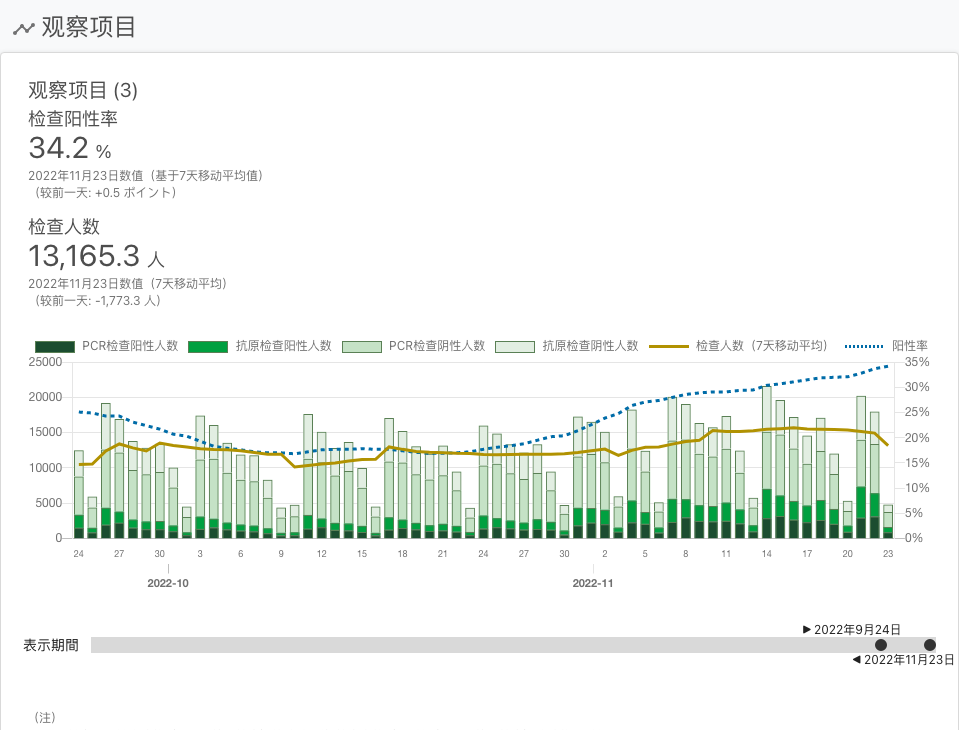 观察项目
观察项目 (3)
检查阳性率
34.2 %
2022年11月23日数值（基于7天移动平均值）
（较前一天: +0.5 ポイント）
检查人数
13,165.3 人
2022年11月23日数值（7天移动平均）
（较前一天: -1,773.3 人）
PCR检查阳性人数 抗原检查阳性人数 PCR检查阴性人数 抗原检查阴性人数 检查人数（7天移动平均） 阳性率
25000 35%
20000 30%
15000 25%
10000 20%
5000 15%
0 10%
5%
0%
24 27 30 3 6 9 12 15 18 21 24 27 30 2 5 8 11 14 17 20 23
2022-10 2022-11
▶ 2022年9月24日
表示期間
◀ 2022年11月23日
（注）